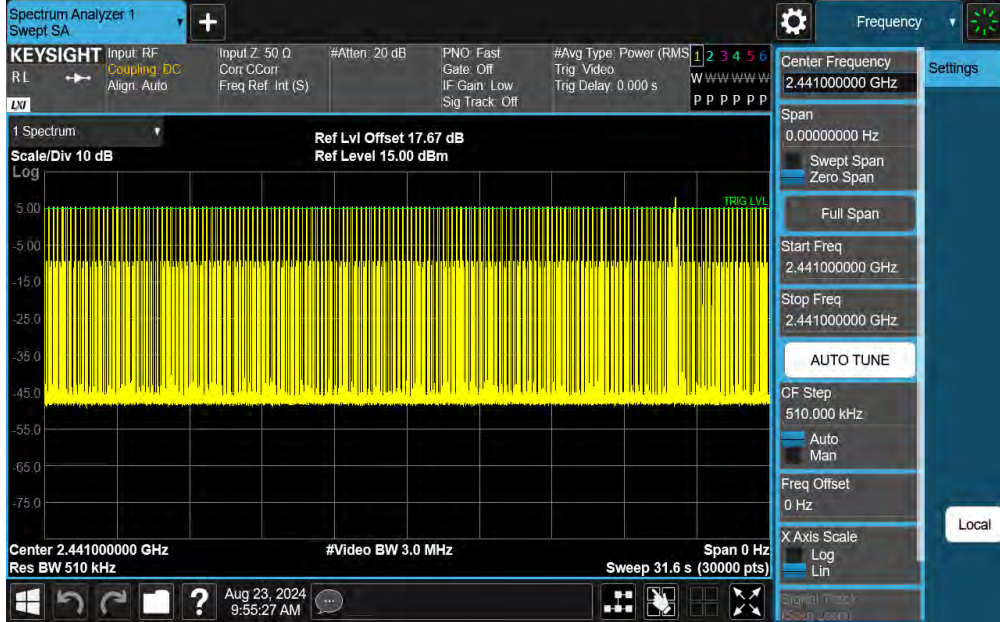 Spectrum Analyzer 1
Swept SA
+
Frequency
KEYSIGHT
RL
LXI
Input: RF
Coupling: DC
Align: Auto
Input Z: 50 Ω
Corr CCorr
Freq Ref: Int (S)
#Atten: 20 dB
PNO: Fast
Gate: Off
IF Gain: Low
Sig Track: Off
#Avg Type: Power (RMS
Trig: Video
Trig Delay: 0.000 s
1 2 3 4 5 6
W W W W W W
P P P P P P
Center Frequency
2.441000000 GHz
Settings
Span
0.00000000 Hz
Swept Span
Zero Span
Full Span
Start Freq
2.441000000 GHz
Stop Freq
2.441000000 GHz
AUTO TUNE
CF Step
510.000 kHz
Auto
Man
Freq Offset
0 Hz
X Axis Scale
Log
Lin
Signal Track
(Span Zoom)
Local
1 Spectrum
Scale/Div 10 dB
Log
Ref Lvl Offset 17.67 dB
Ref Level 15.00 dBm
TRIG LVL
5.00
-5.00
-15.0
-25.0
-35.0
-45.0
-55.0
-65.0
-75.0
Center 2.441000000 GHz
Res BW 510 kHz
#Video BW 3.0 MHz
Span 0 Hz
Sweep 31.6 s (30000 pts)
?
Aug 23, 2024
9:55:27 AM